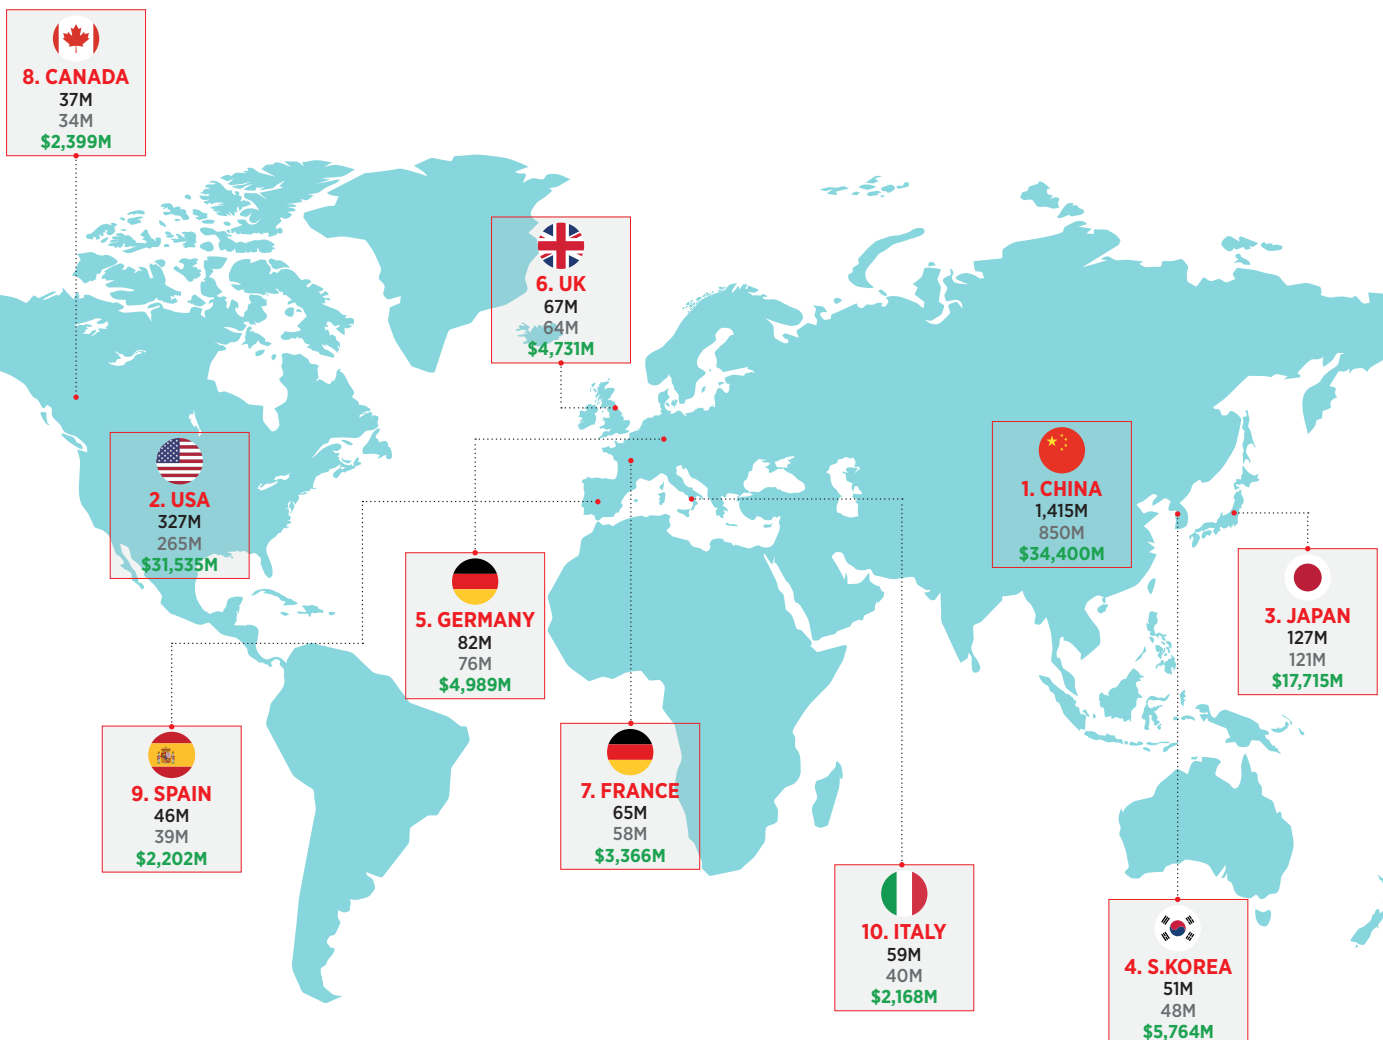 8. CANADA
37M
34M
$2,399M
6. UK
67M
64M
$4,731M
2. USA
327M
265M
$31,535M
1. CHINA
1,415M
850M
$34,400M
5. GERMANY
82M
76M
$4,989M
3. JAPAN
127M
121M
$17,715M
9. SPAIN
46M
39M
$2,202M
7. FRANCE
65M
58M
$3,366M
10. ITALY
59M
40M
$2,168M
4. S.KOREA
51M
48M
$5,764M